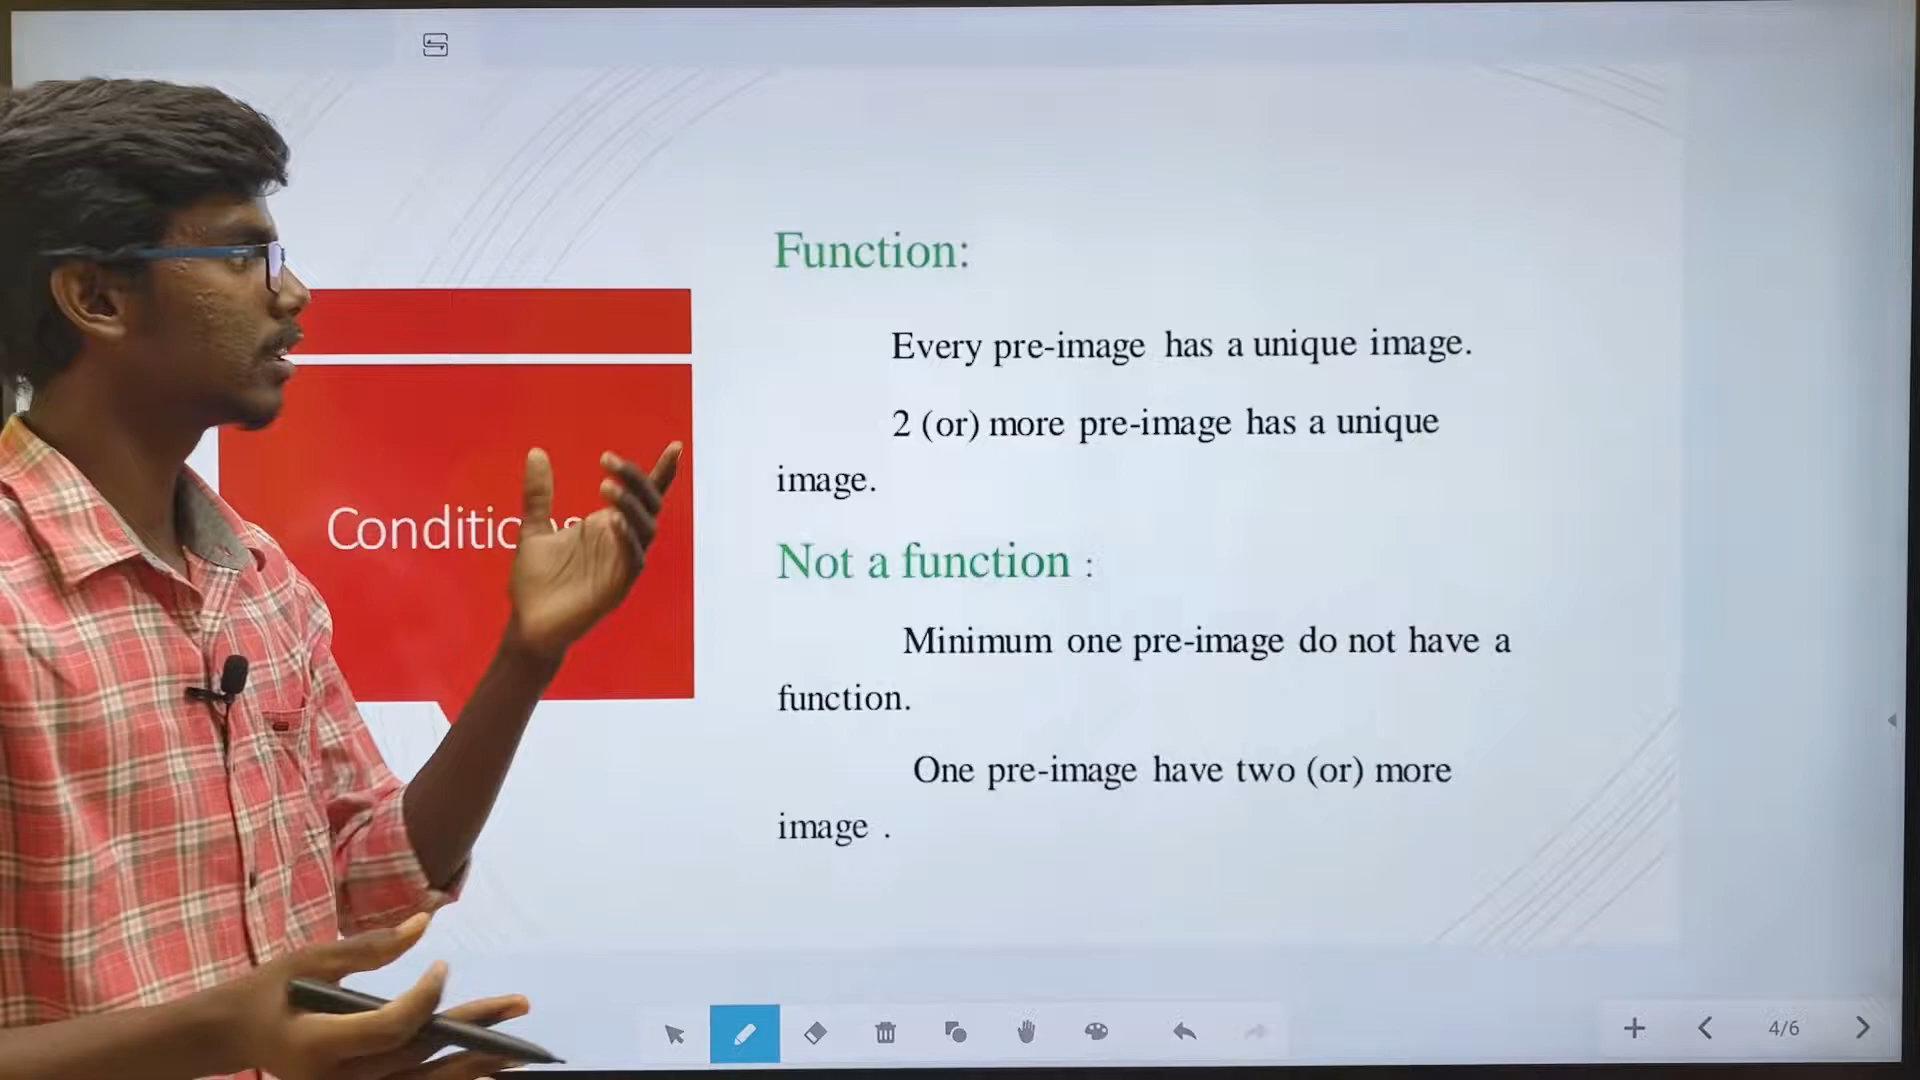 Function:
Every pre-image has a unique image.
2 (or) more pre-image has a unique
image.
Conditions
Not a function :
Minimum one pre-image do not have a
function.
One pre-image have two (or) more
image .
4/6